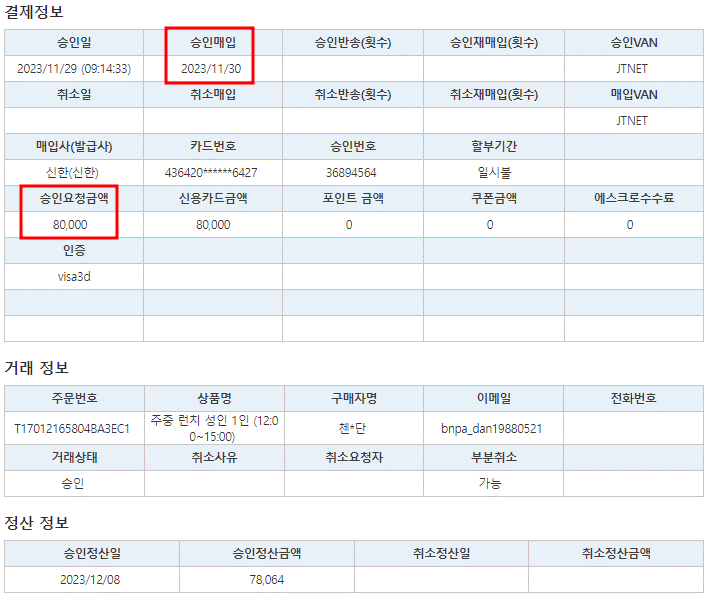 결제정보
승인일 승인매입 승인반송(횟수) 승인재매입(횟수) 승인VAN
2023/11/29 (09:14:33) 2023/11/30 JTNET
취소일 취소매입 취소반송(횟수) 취소재매입(횟수) 매입VAN
JTNET
매입사(발급사) 카드번호 승인번호 할부기간
신한(신한) 436420******6427 36894564 일시불
승인요청금액 신용카드금액 포인트 금액 쿠폰금액 에스크로수수료
80,000 80,000 0 0 0
인증
visa3d
거래 정보
주문번호 상품명 구매자명 이메일 전화번호
T17012165804BA3EC1 주중 런치 성인 1인 (12:0 첸*단 bnpa_dan19880521
0~15:00)
거래상태 취소사유 취소요청자 부분취소
승인 가능
정산 정보
승인정산일 승인정산금액 취소정산일 취소정산금액
2023/12/08 78,064